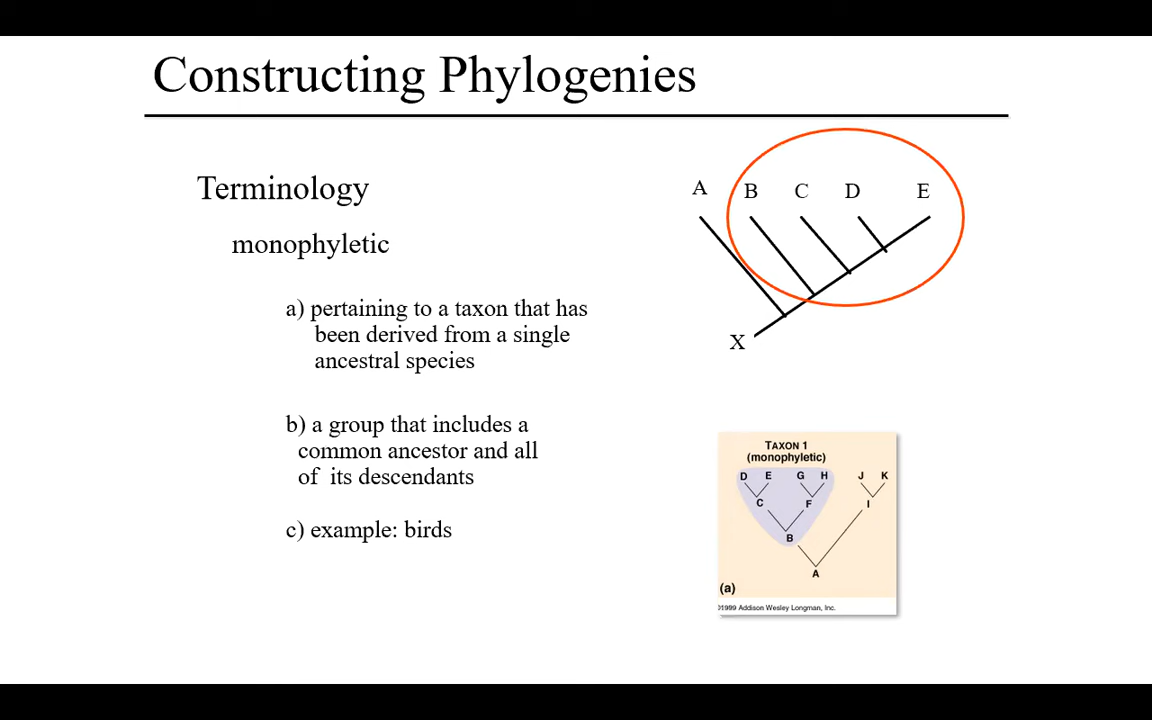 Constructing Phylogenies
Terminology
monophyletic
a) pertaining to a taxon that has
been derived from a single
ancestral species
b) a group that includes a
common ancestor and all
of its descendants
c) example: birds
A B C D E
X
TAXON 1
(monophyletic)
D E G H J K
C F I
B
A
(a)
1999 Addison Wesley Longman, Inc.